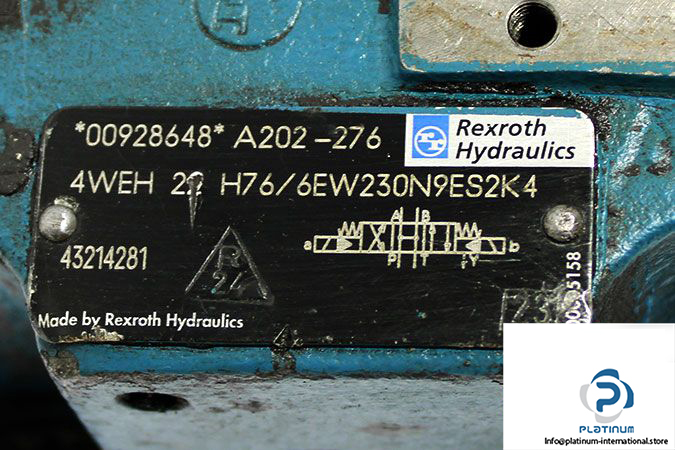 H
*00928648* A202-276
Rexroth
Hydraulics
4WEH 22 H76/6EW230N9ES2K4
A B
a b
P T Y
43214281
R
24
Made by Rexroth Hydraulics
PLATINUM
Info@platinum-international.store